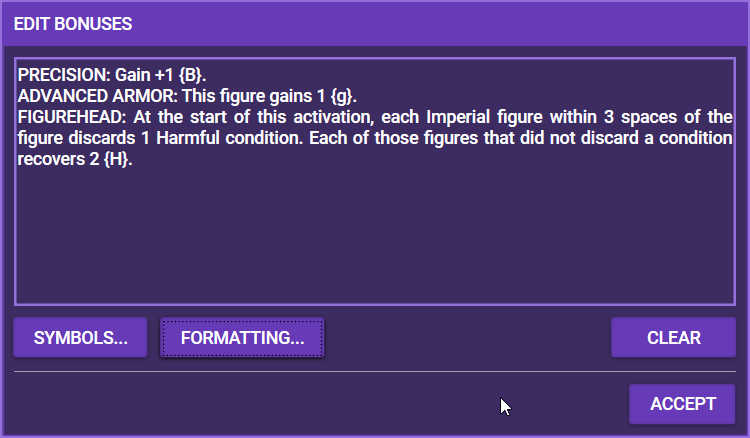 EDIT BONUSES
PRECISION: Gain +1 {B}.
ADVANCED ARMOR: This figure gains 1 {g}.
FIGUREHEAD: At the start of this activation, each Imperial figure within 3 spaces of the
figure discards 1 Harmful condition. Each of those figures that did not discard a condition
recovers 2 {H}.
SYMBOLS...
FORMATTING...
CLEAR
ACCEPT